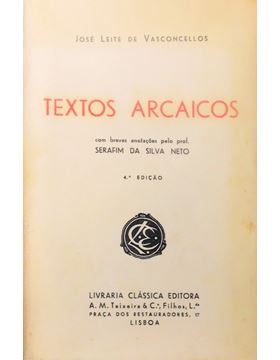 JOSÉ LEITE DE VASCONCELLOS
TEXTOS ARCAICOS
com breves anotações pelo prof.
SERAFIM DA SILVA NETO
4.ª EDIÇÃO
LIVRARIA CLÁSSICA EDITORA
A. M. Teixeira & C.ª, Filhos, L.da
PRAÇA DOS RESTAURADORES, 17
LISBOA